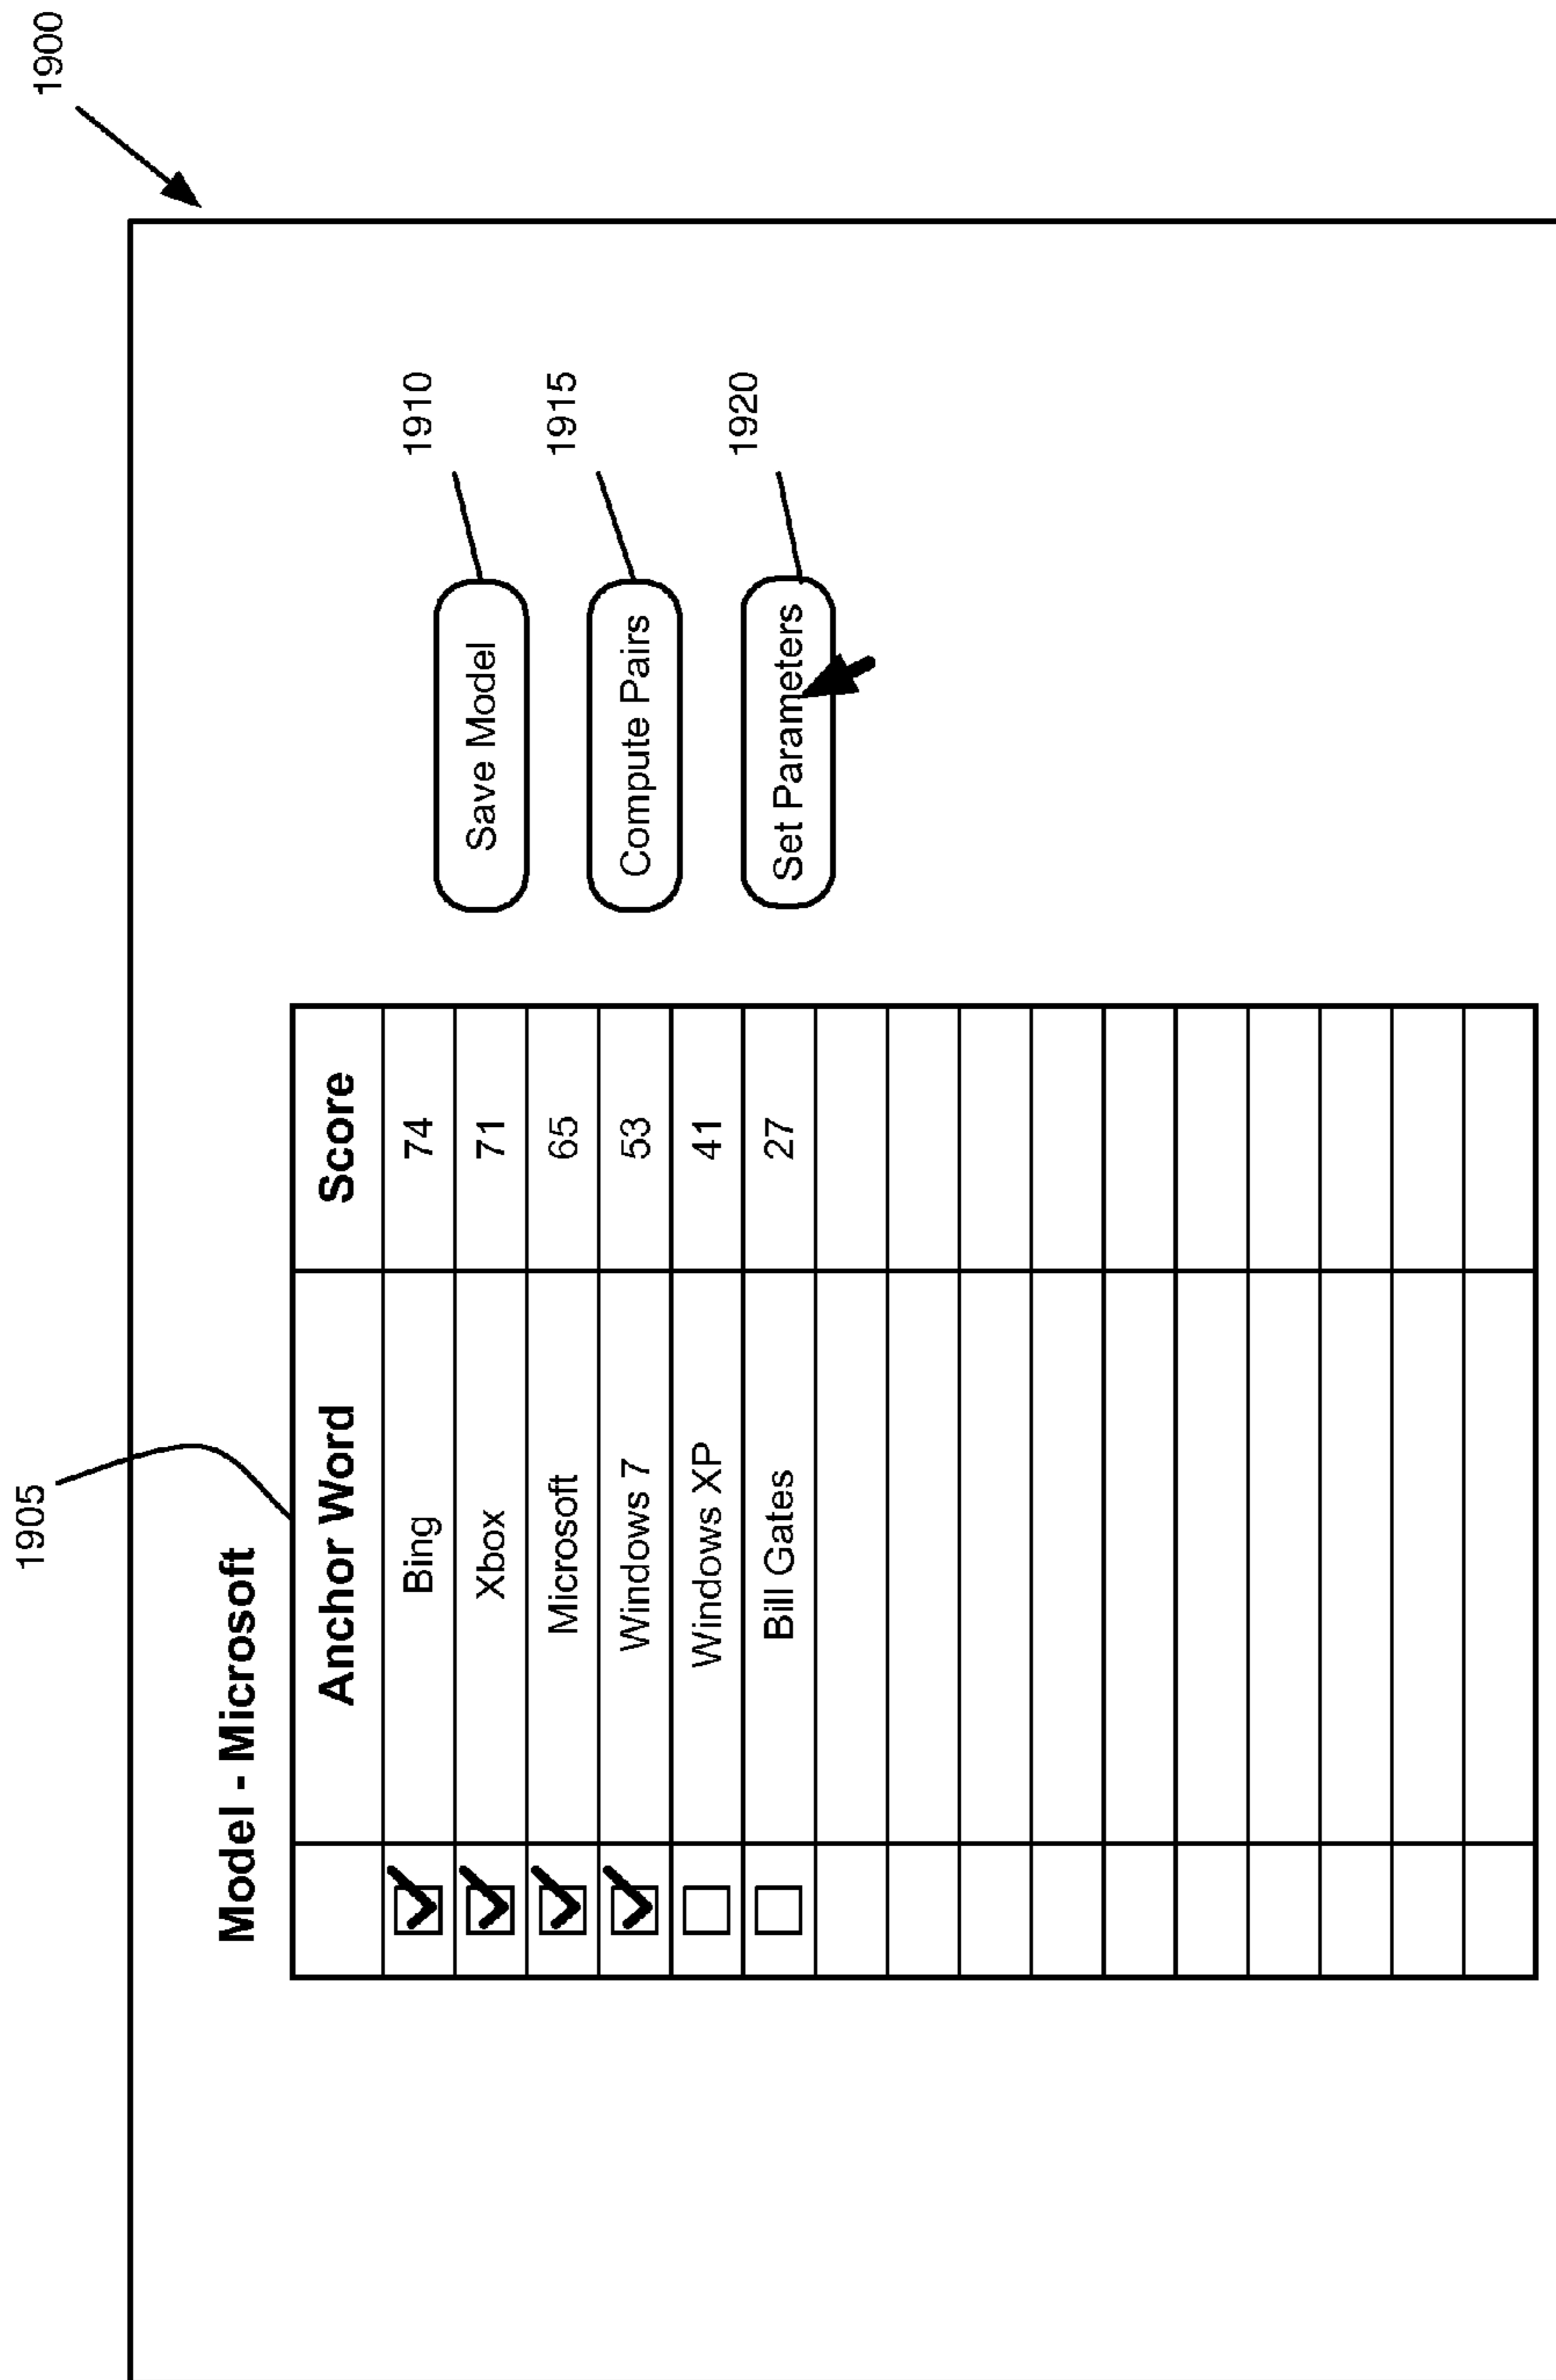 1900
1905
Model - Microsoft
Anchor Word Score
Bing 74
Xbox 71
Microsoft 65
Windows 7 53
Windows XP 41
Bill Gates 27
Save Model
1910
Compute Pairs
1915
Set Parameters
1920